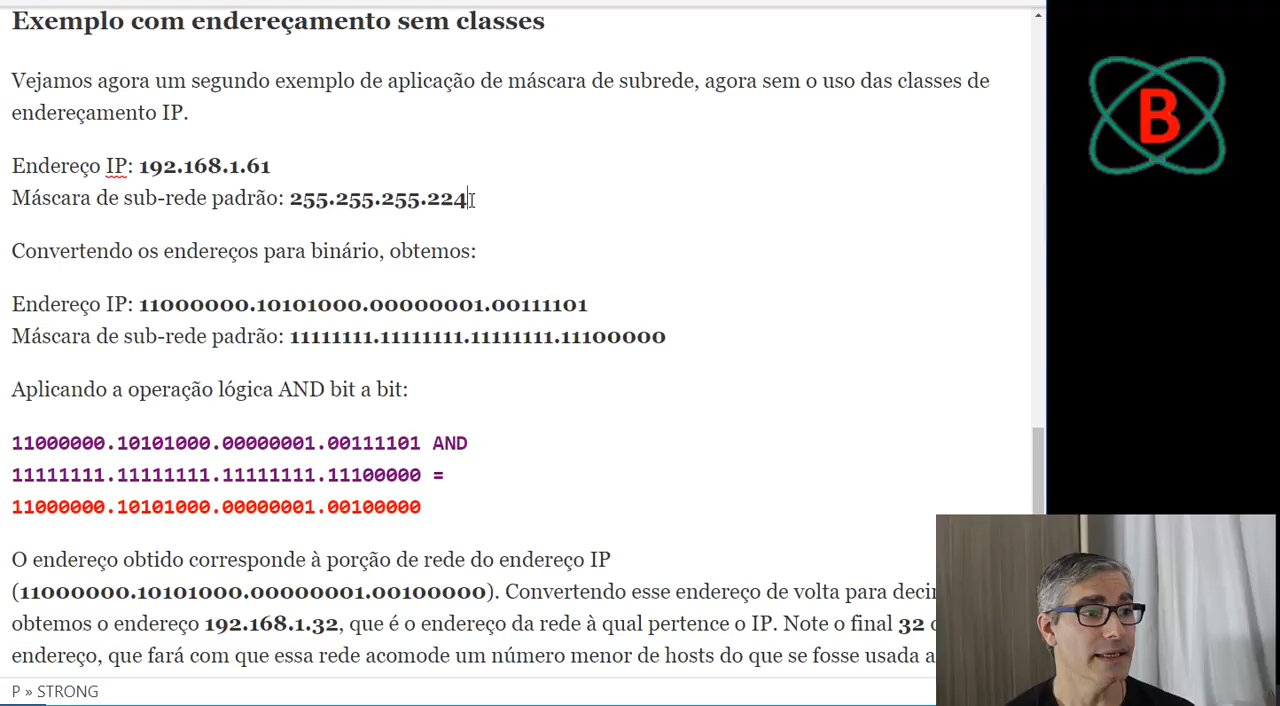 Exemplo com endereçamento sem classes
Vejamos agora um segundo exemplo de aplicação de máscara de subrede, agora sem o uso das classes de
endereçamento IP.
Endereço IP: 192.168.1.61
Máscara de sub-rede padrão: 255.255.255.224
Convertendo os endereços para binário, obtemos:
Endereço IP: 11000000.10101000.00000001.00111101
Máscara de sub-rede padrão: 11111111.11111111.11111111.11100000
Aplicando a operação lógica AND bit a bit:
11000000.10101000.00000001.00111101 AND
11111111.11111111.11111111.11100000 =
11000000.10101000.00000001.00100000
O endereço obtido corresponde à porção de rede do endereço IP
(11000000.10101000.00000001.00100000). Convertendo esse endereço de volta para
obtemos o endereço 192.168.1.32, que é o endereço da rede à qual pertence o IP. Note o final 32
endereço, que fará com que essa rede acomode um número menor de hosts do que se fosse usada
P » STRONG
B